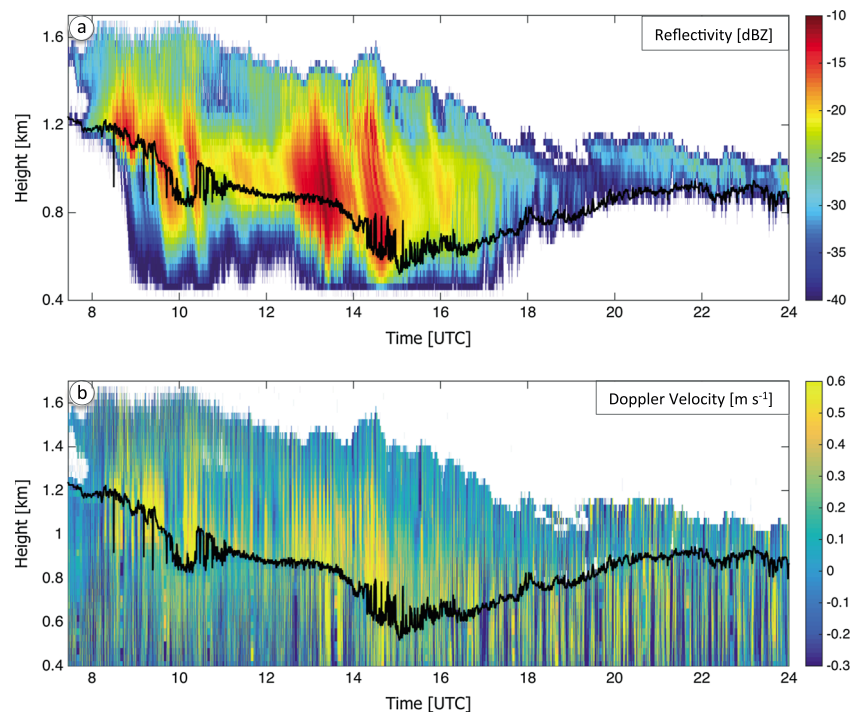 a
Reflectivity [dBZ]
Height [km]
1.6
1.2
0.8
0.4
8 10 12 14 16 18 20 22 24
Time [UTC]
-10
-15
-20
-25
-30
-35
-40
b
Doppler Velocity [m s⁻¹]
Height [km]
1.6
1.4
1.2
1
0.8
0.6
0.4
8 10 12 14 16 18 20 22 24
Time [UTC]
0.6
0.5
0.4
0.3
0.2
0.1
0
-0.1
-0.2
-0.3